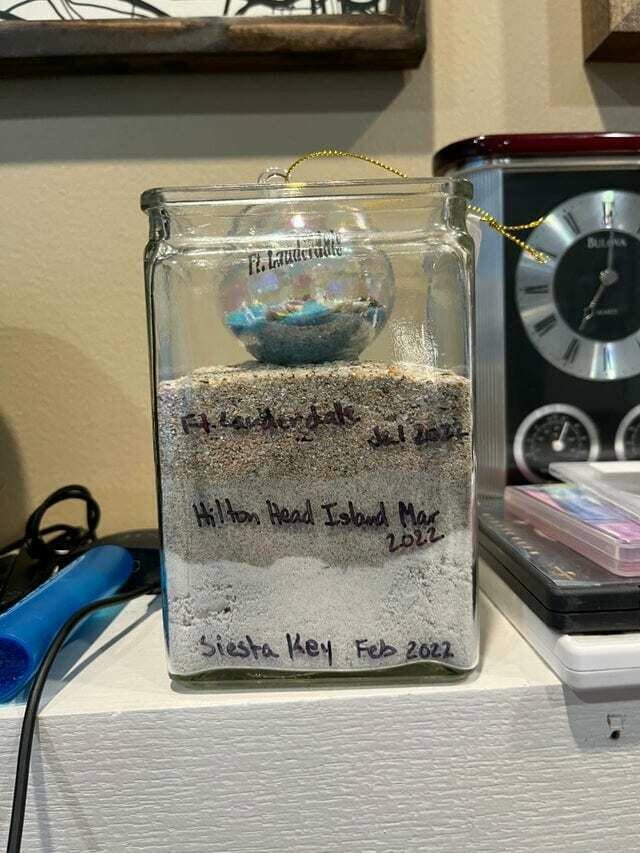 Ft. Lauderdale
BULOVA
Ft. Lauderdale
Jul 2022
Hilton Head Island Mar
2022
Siesta Key Feb 2022